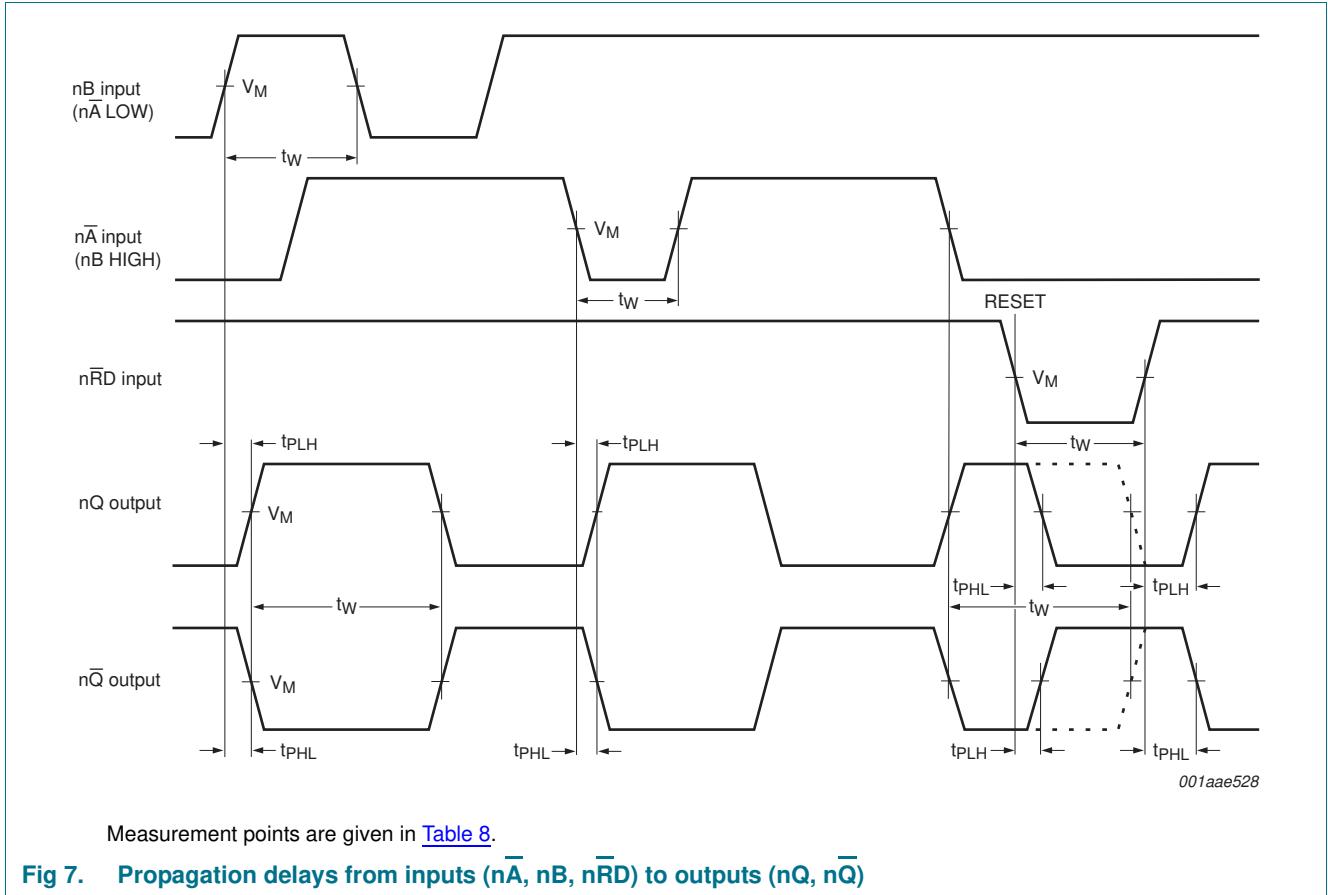 nB input
(nA̅ LOW)
VM
tW
nA̅ input
(nB HIGH)
VM
tW
RESET
nR̅D input
VM
tPLH
tPLH
tW
nQ output
VM
tPHL
tPLH
tW
tW
nQ̅ output
VM
tPHL
tPHL
tPLH
tPHL
001aae528
Measurement points are given in Table 8.
Fig 7. Propagation delays from inputs (nA̅, nB, nR̅D̅) to outputs (nQ, nQ̅)